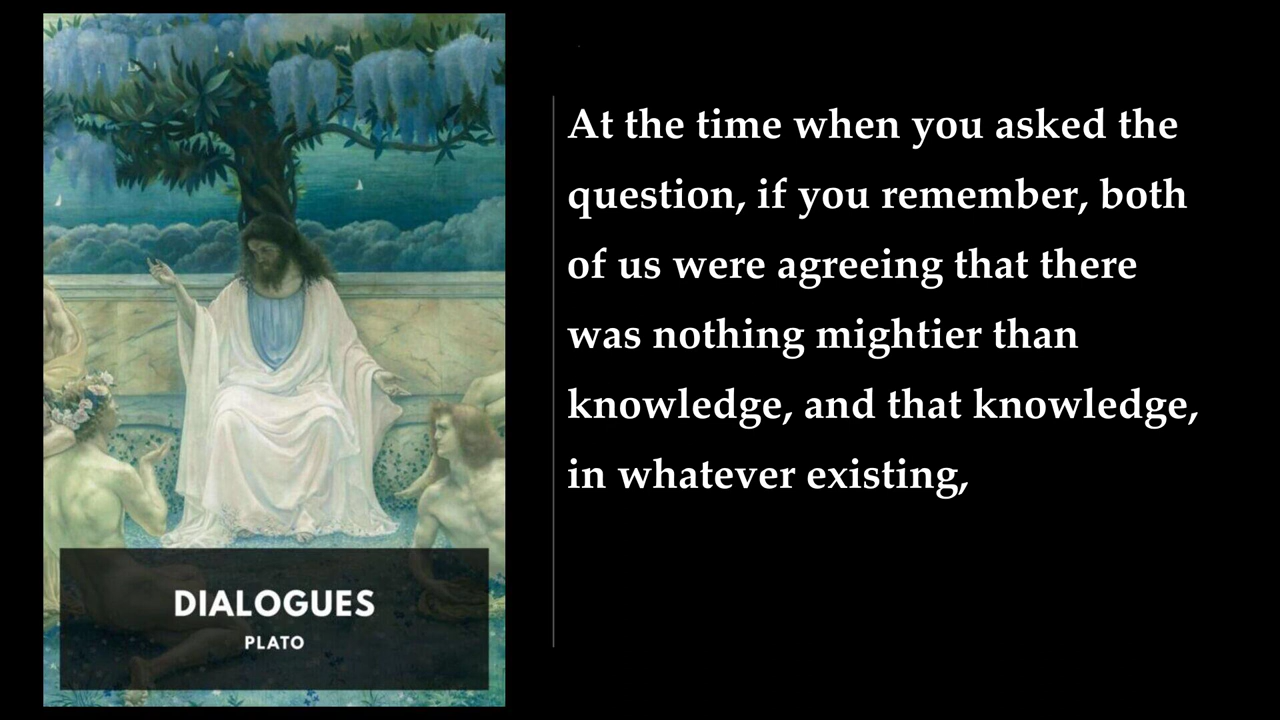 DIALOGUES
PLATO
At the time when you asked the
question, if you remember, both
of us were agreeing that there
was nothing mightier than
knowledge, and that knowledge,
in whatever existing,